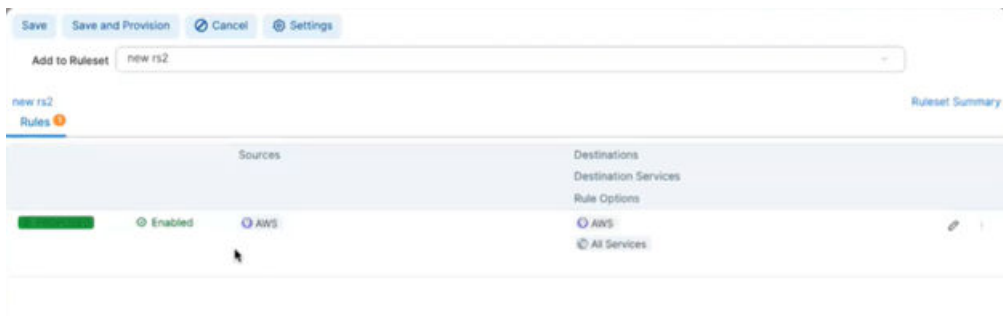 Save Save and Provision Cancel Settings
Add to Ruleset new rs2
new rs2 Ruleset Summary
Rules 1
Sources Destinations
Destination Services
Rule Options
Enabled AWS AWS
All Services